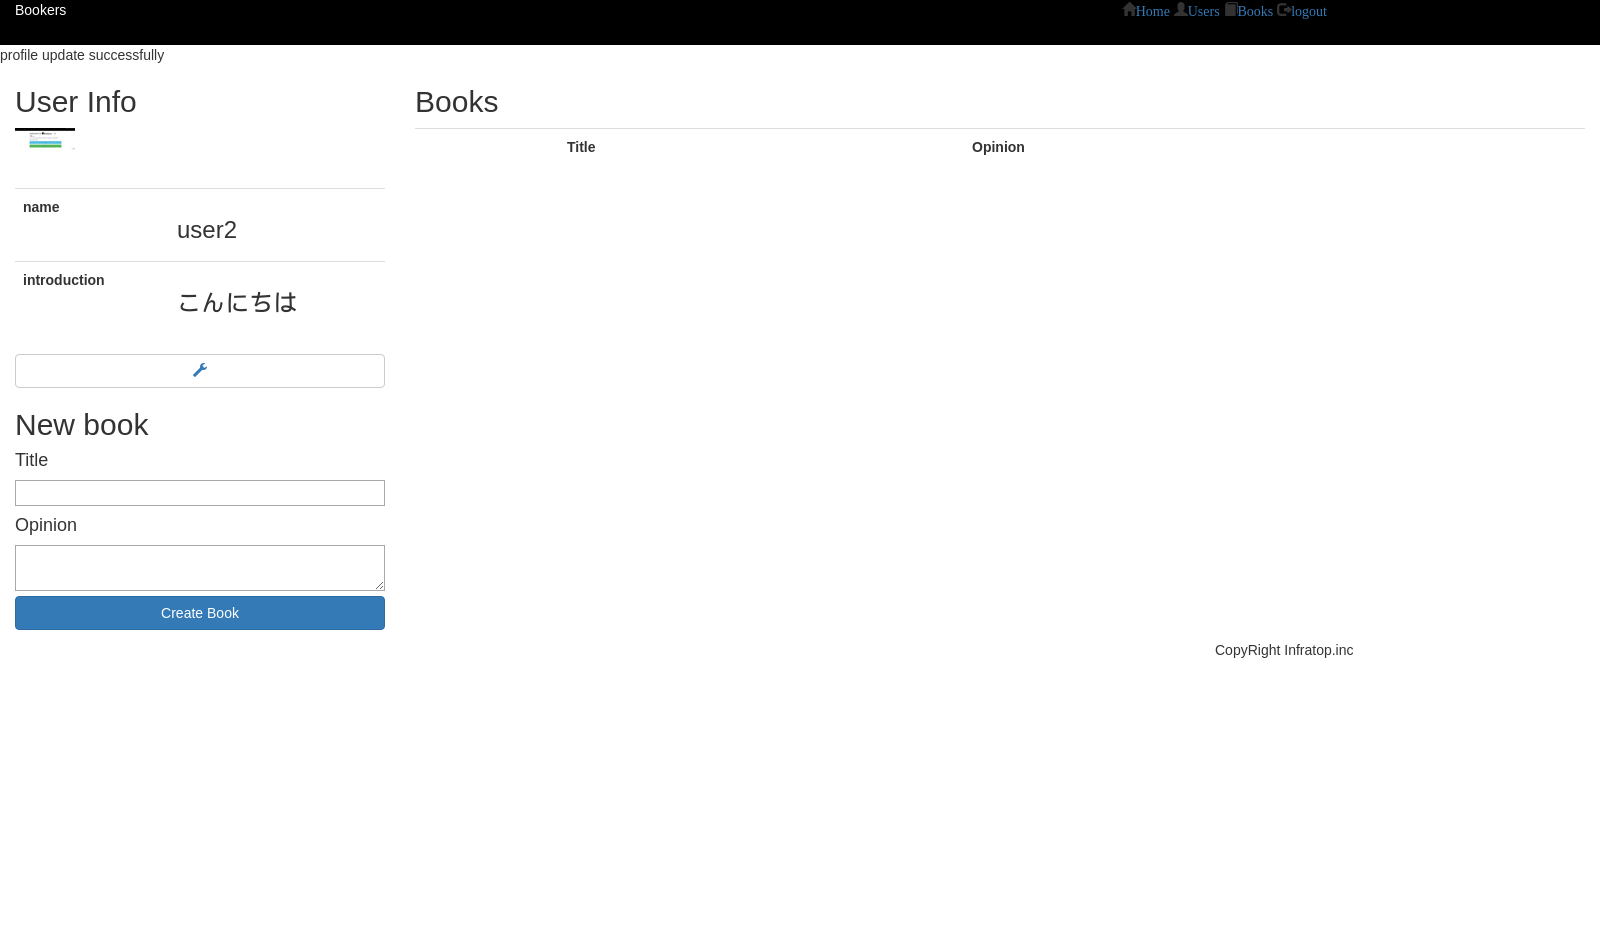 Bookers
Home Users Books logout
profile update successfully
User Info
name
user2
introduction
こんにちは
New book
Title
Opinion
Create Book
Books
Title Opinion
CopyRight Infratop.inc